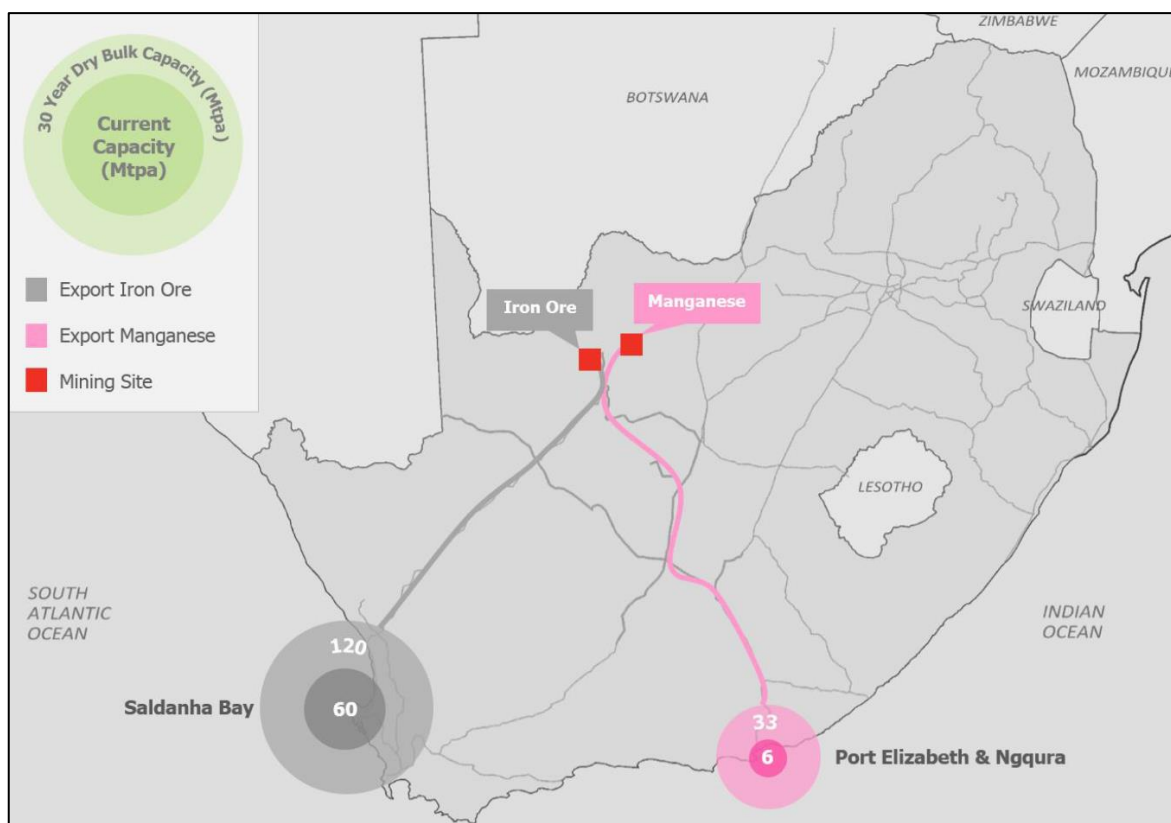 30 Year Dry Bulk Capacity (Mtpa)
Current
Capacity
(Mtpa)
Export Iron Ore
Export Manganese
Mining Site
ZIMBABWE
MOZAMBIQUE
BOTSWANA
Iron Ore
Manganese
SWAZILAND
LESOTHO
SOUTH
ATLANTIC
OCEAN
INDIAN
OCEAN
120
60
Saldanha Bay
33
6
Port Elizabeth & Ngqura